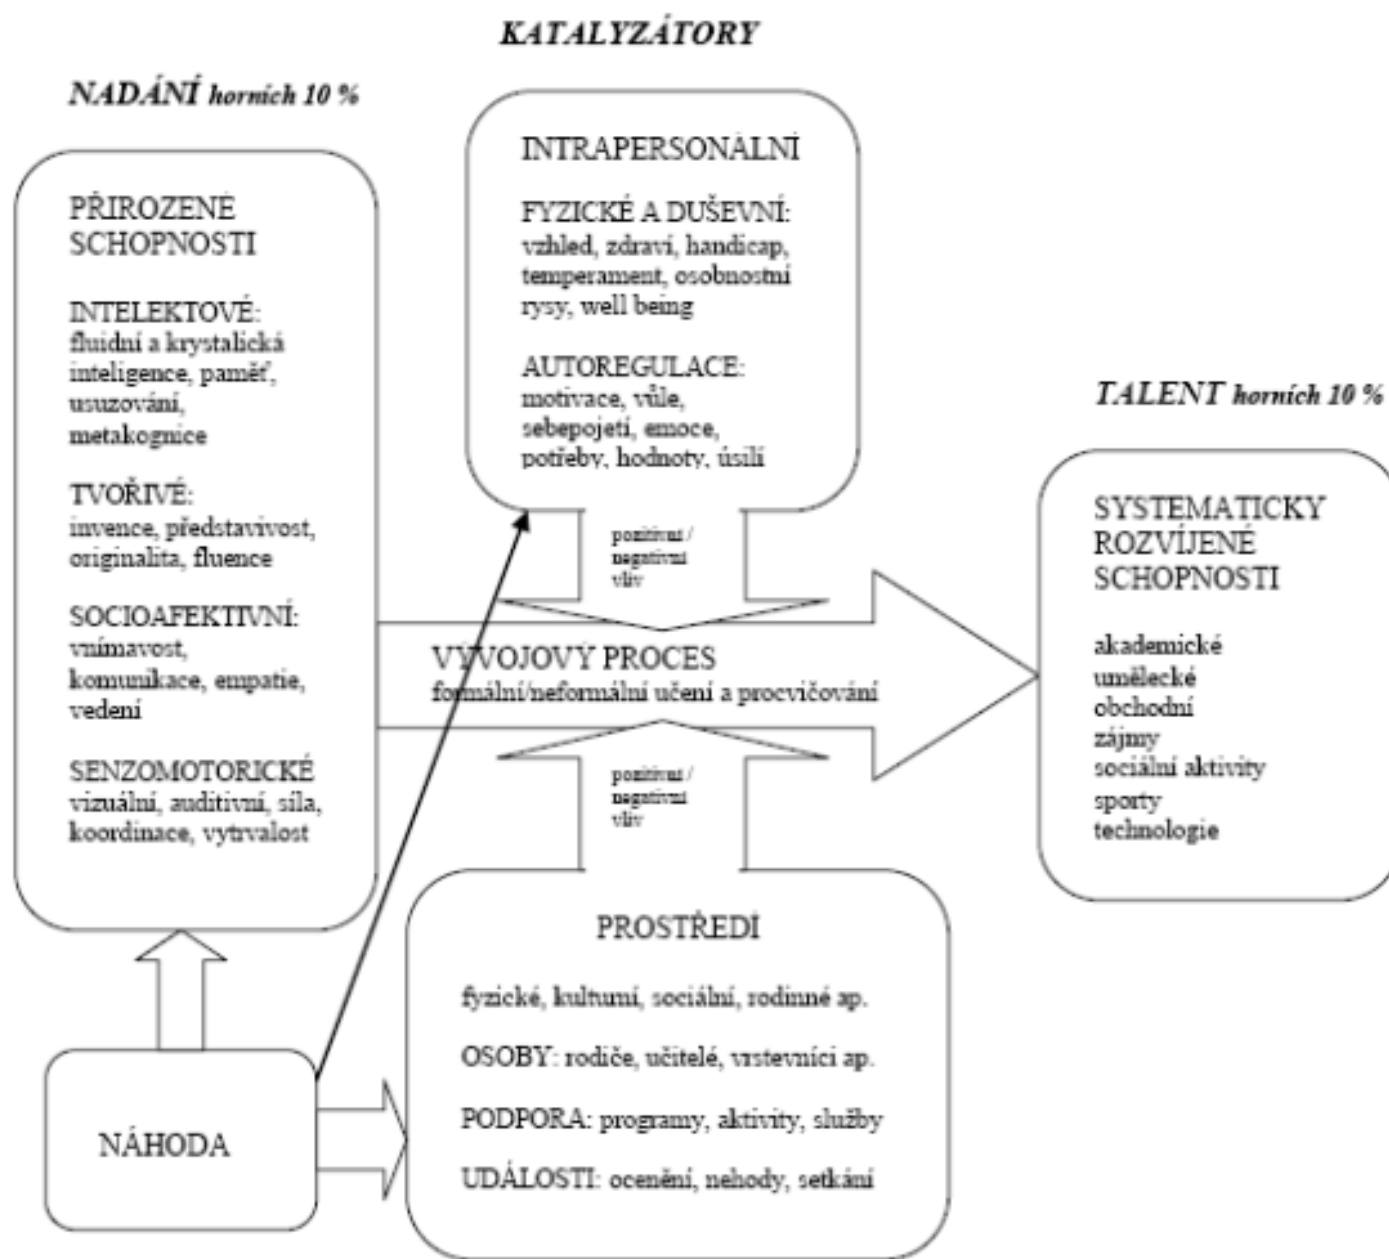 KATALYZÁTORY
NADÁNÍ horních 10 %
PŘIROZENÉ
SCHOPNOSTI
INTELEKTOVÉ:
fluidní a krystalická
inteligence, paměť,
usuzování,
metakognice
TVOŘIVÉ:
invence, představivost,
originalita, fluence
SOCIOAFEKTIVNÍ:
vnímavost,
komunikace, empatie,
vedení
SENZOMOTORICKÉ
vizuální, auditivní, síla,
koordinace, vytrvalost
INTRAPERSONÁLNÍ
FYZICKÉ A DUŠEVNÍ:
vzhled, zdraví, handicap,
temperament, osobnostní
rysy, well being
AUTOREGULACE:
motivace, vůle,
sebepojetí, emoce,
potřeby, hodnoty, úsilí
pozitivní /
negativní
vliv
VÝVOJOVÝ PROCES
formální/neformální učení a procvičování
pozitivní /
negativní
vliv
TALENT horních 10 %
SYSTEMATICKY
ROZVÍJENÉ
SCHOPNOSTI
akademické
umělecké
obchodní
zájmy
sociální aktivity
sporty
technologie
NÁHODA
PROSTŘEDÍ
fyzické, kulturní, sociální, rodinné ap.
OSOBY: rodiče, učitelé, vrstevníci ap.
PODPORA: programy, aktivity, služby
UDÁLOSTI: ocenění, nehody, setkání